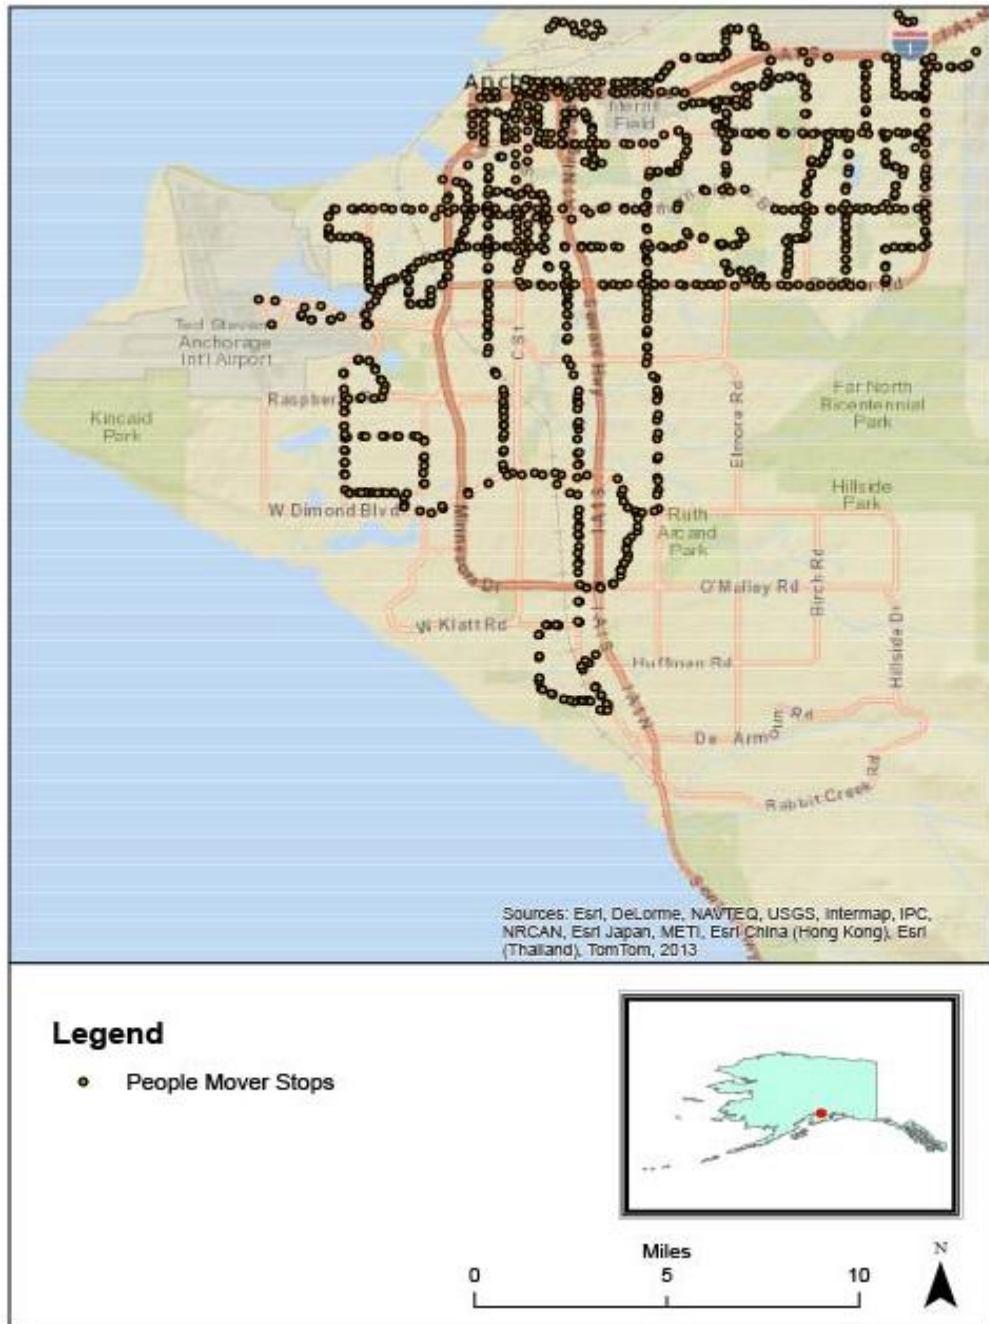 Merrill
Field
Ted Stevens
Anchorage
Int'l Airport
C St
Seward Hwy
Kincaid
Park
Elmore Rd
Far North
Bicentennial
Park
Hillside
Park
W Dimond Blvd
Minnesota Dr
Ruth
Arcand
Park
O'Malley Rd
Birch Rd
W Klatt Rd
Huffman Rd
Hillside Dr
De Armoun Rd
Rabbit Creek Rd
Sources: Esri, DeLorme, NAVTEQ, USGS, Intermap, IPC,
NRCAN, Esri Japan, METI, Esri China (Hong Kong), Esri
(Thailand), TomTom, 2013
Legend
People Mover Stops
Miles
N
0 5 10